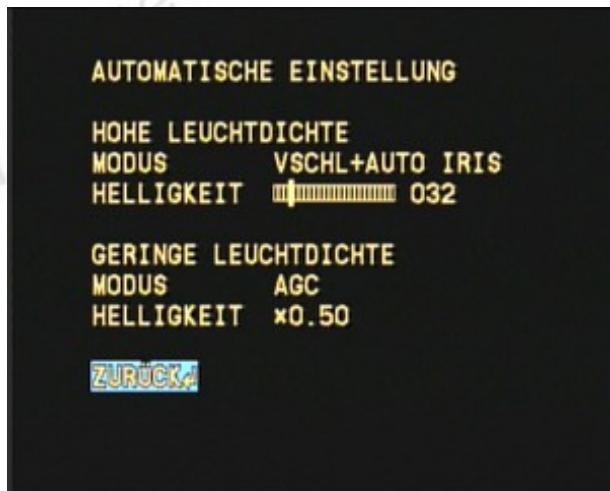 AUTOMATISCHE EINSTELLUNG
HOHE LEUCHTDICHTE
MODUS VSCHL+AUTO IRIS
HELLIGKEIT 032
GERINGE LEUCHTDICHTE
MODUS AGC
HELLIGKEIT ×0.50
ZURÜCK↲